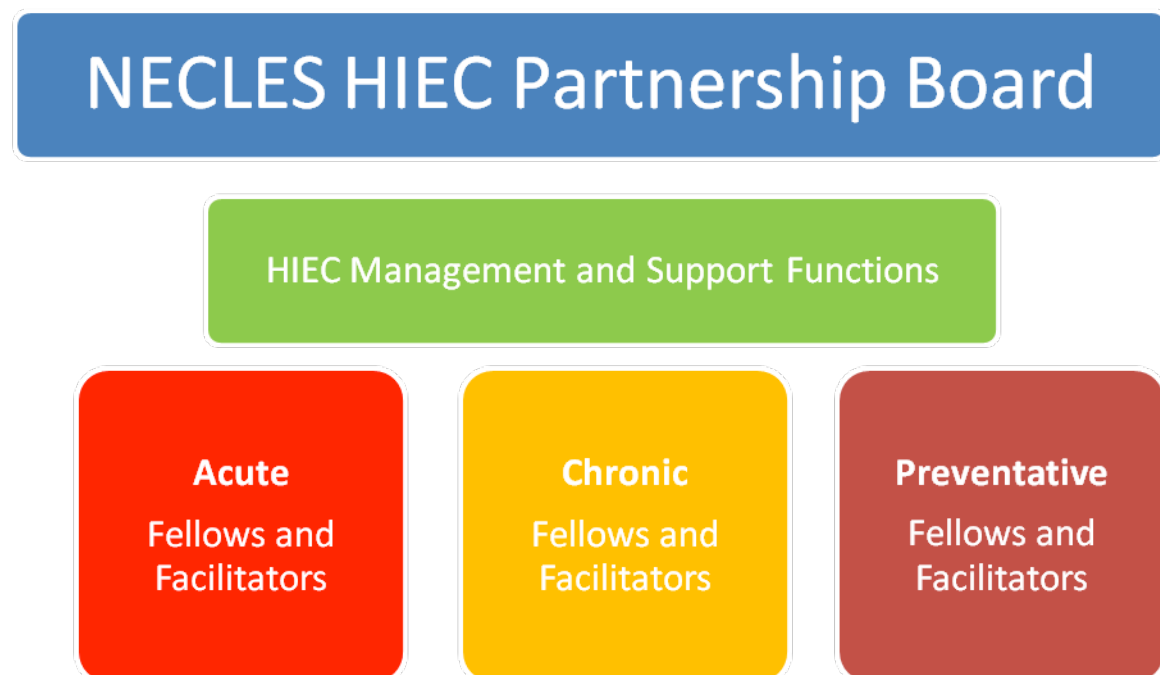 NECLES HIEC Partnership Board
HIEC Management and Support Functions
Acute
Fellows and
Facilitators
Chronic
Fellows and
Facilitators
Preventative
Fellows and
Facilitators